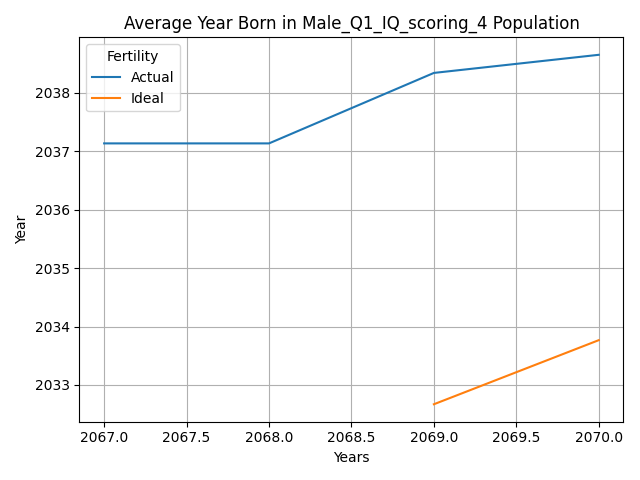 Average Year Born in Male_Q1_IQ_scoring_4 Population
Fertility
Actual
Ideal
Year
2038
2037
2036
2035
2034
2033
2067.0 2067.5 2068.0 2068.5 2069.0 2069.5 2070.0
Years